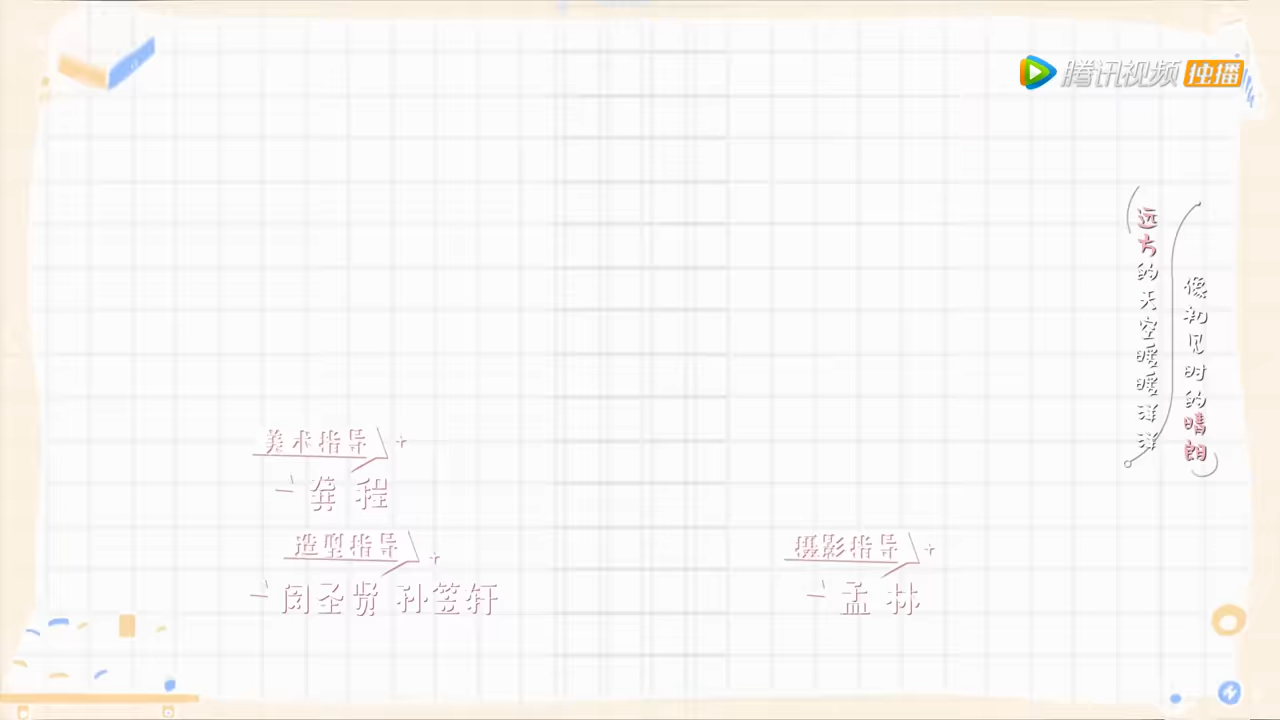 腾讯视频 独播
像初见时的晴朗
远方的天空暖暖洋洋
美术指导
龚 程
造型指导
闵圣贤 孙笠轩
摄影指导
孟 林